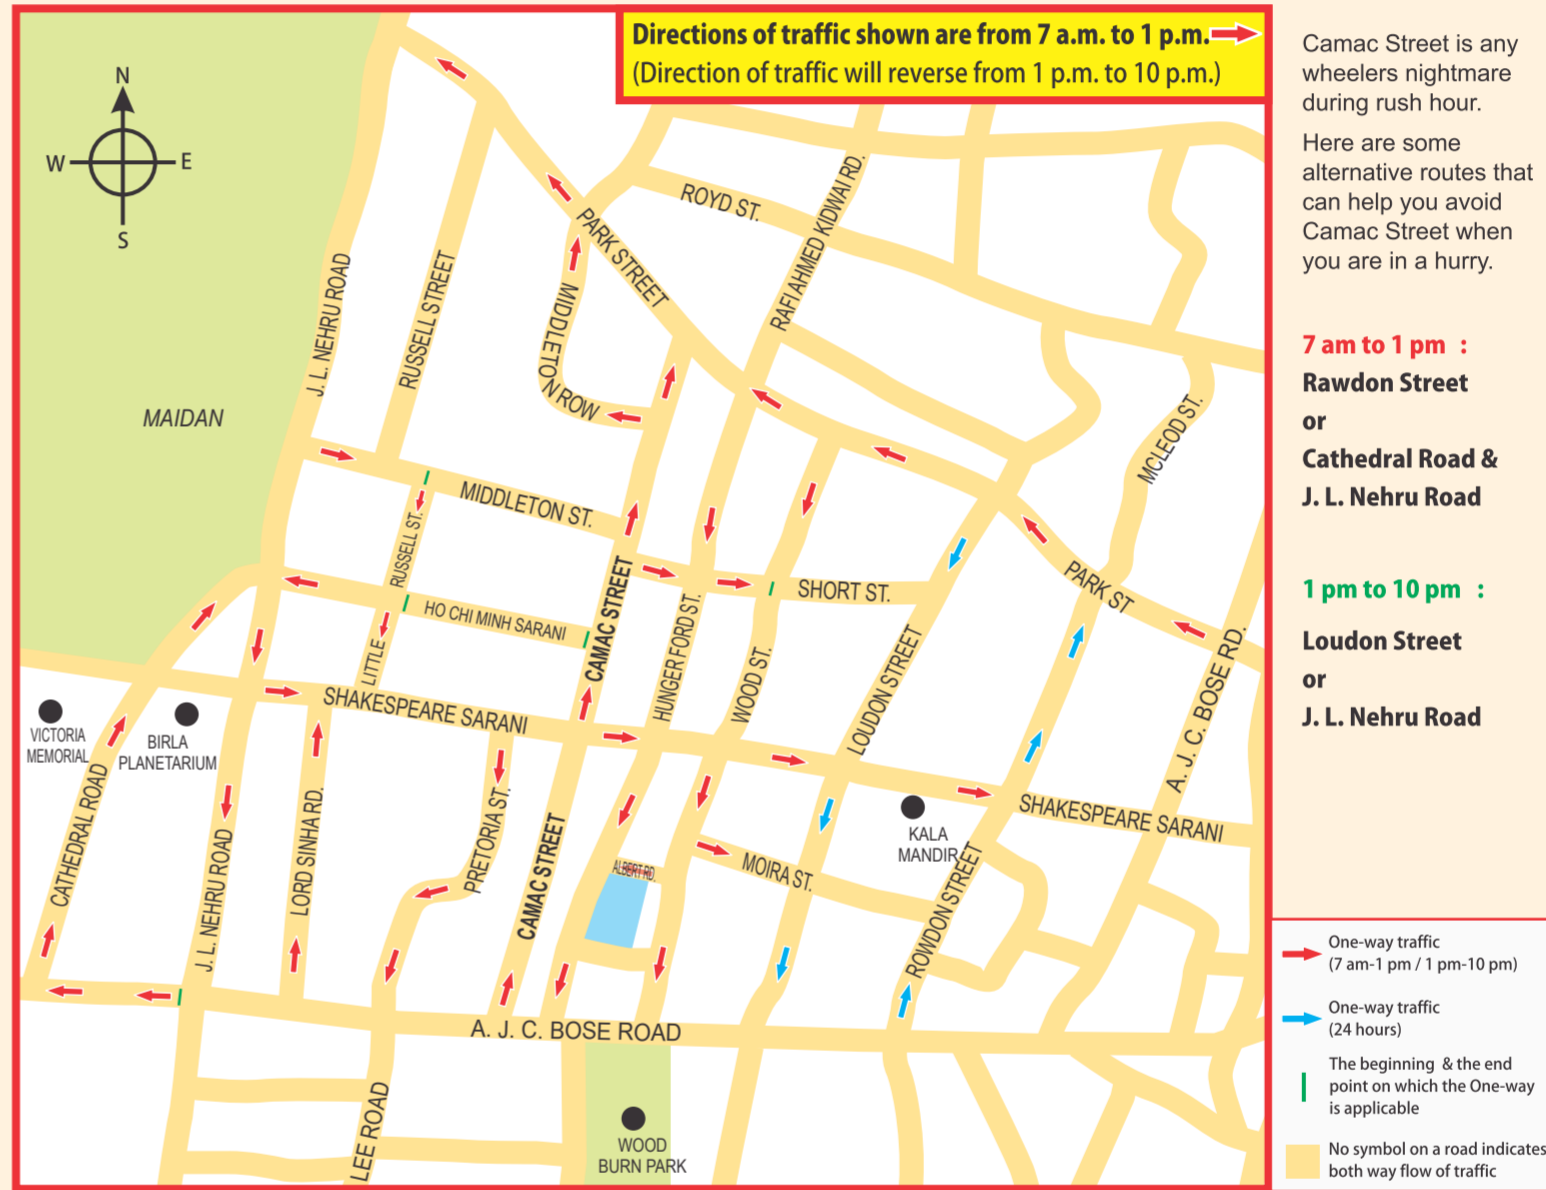 Directions of traffic shown are from 7 a.m. to 1 p.m.
(Direction of traffic will reverse from 1 p.m. to 10 p.m.)
N
W
E
S
MAIDAN
J. L. NEHRU ROAD
RUSSELL STREET
MIDDLETON ROW
PARK STREET
ROYD ST.
RAFI AHMED KIDWAI RD.
MCLEOD ST.
MIDDLETON ST.
LITTLE RUSSELL ST.
HO CHI MINH SARANI
CAMAC STREET
HUNGER FORD ST.
WOOD ST.
SHORT ST.
LOUDON STREET
PARK ST
A. J. C. BOSE RD.
SHAKESPEARE SARANI
SHAKESPEARE SARANI
VICTORIA
MEMORIAL
BIRLA
PLANETARIUM
CATHEDRAL ROAD
J. L. NEHRU ROAD
LORD SINHA RD.
PRETORIA ST.
CAMAC STREET
ALBERT RD.
MOIRA ST.
KALA
MANDIR
ROWDON STREET
A. J. C. BOSE ROAD
LEE ROAD
WOOD
BURN PARK
Camac Street is any
wheelers nightmare
during rush hour.
Here are some
alternative routes that
can help you avoid
Camac Street when
you are in a hurry.
7 am to 1 pm :
Rawdon Street
or
Cathedral Road &
J. L. Nehru Road
1 pm to 10 pm :
Loudon Street
or
J. L. Nehru Road
One-way traffic
(7 am-1 pm / 1 pm-10 pm)
One-way traffic
(24 hours)
The beginning & the end
point on which the One-way
is applicable
No symbol on a road indicates
both way flow of traffic